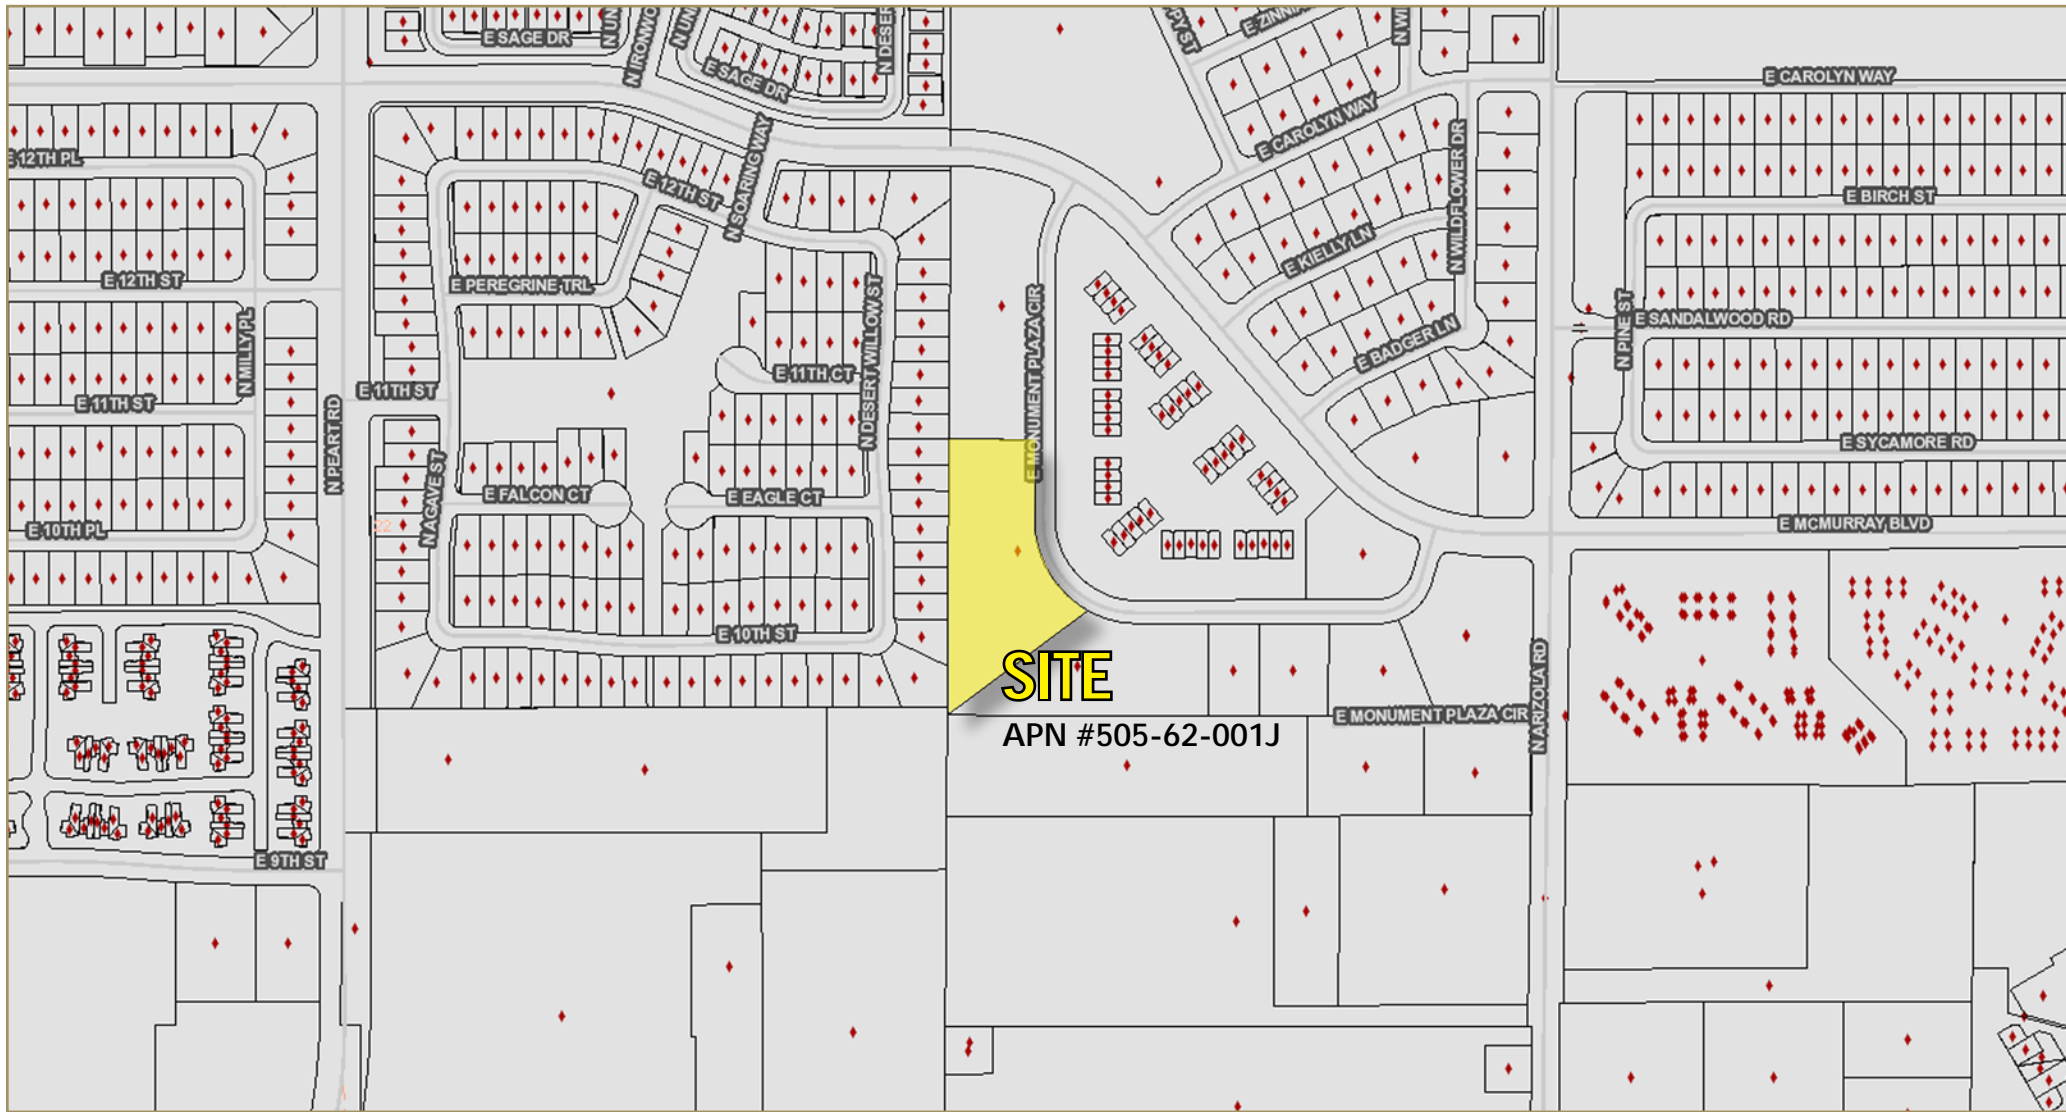 E SAGE DR
E SAGE DR
E CAROLYN WAY
E CAROLYN WAY
E 12TH PL
E 12TH ST
N SOARING WAY
N WILDFLOWER DR
E BIRCH ST
E KIELLY LN
E 12TH ST
E PEREGRINE TRL
N DESERT WILLOW ST
E MONUMENT PLAZA CIR
N PINE ST
E SANDALWOOD RD
N MILLY PL
E BADGER LN
E 11TH CT
E 11TH ST
E 11TH ST
N PEART RD
E SYCAMORE RD
N AGAVE ST
E FALCON CT
E EAGLE CT
22
E 10TH PL
E MCMURRAY BLVD
E 10TH ST
SITE
APN #505-62-001J
E MONUMENT PLAZA CIR
N ARIZOLA RD
E 9TH ST